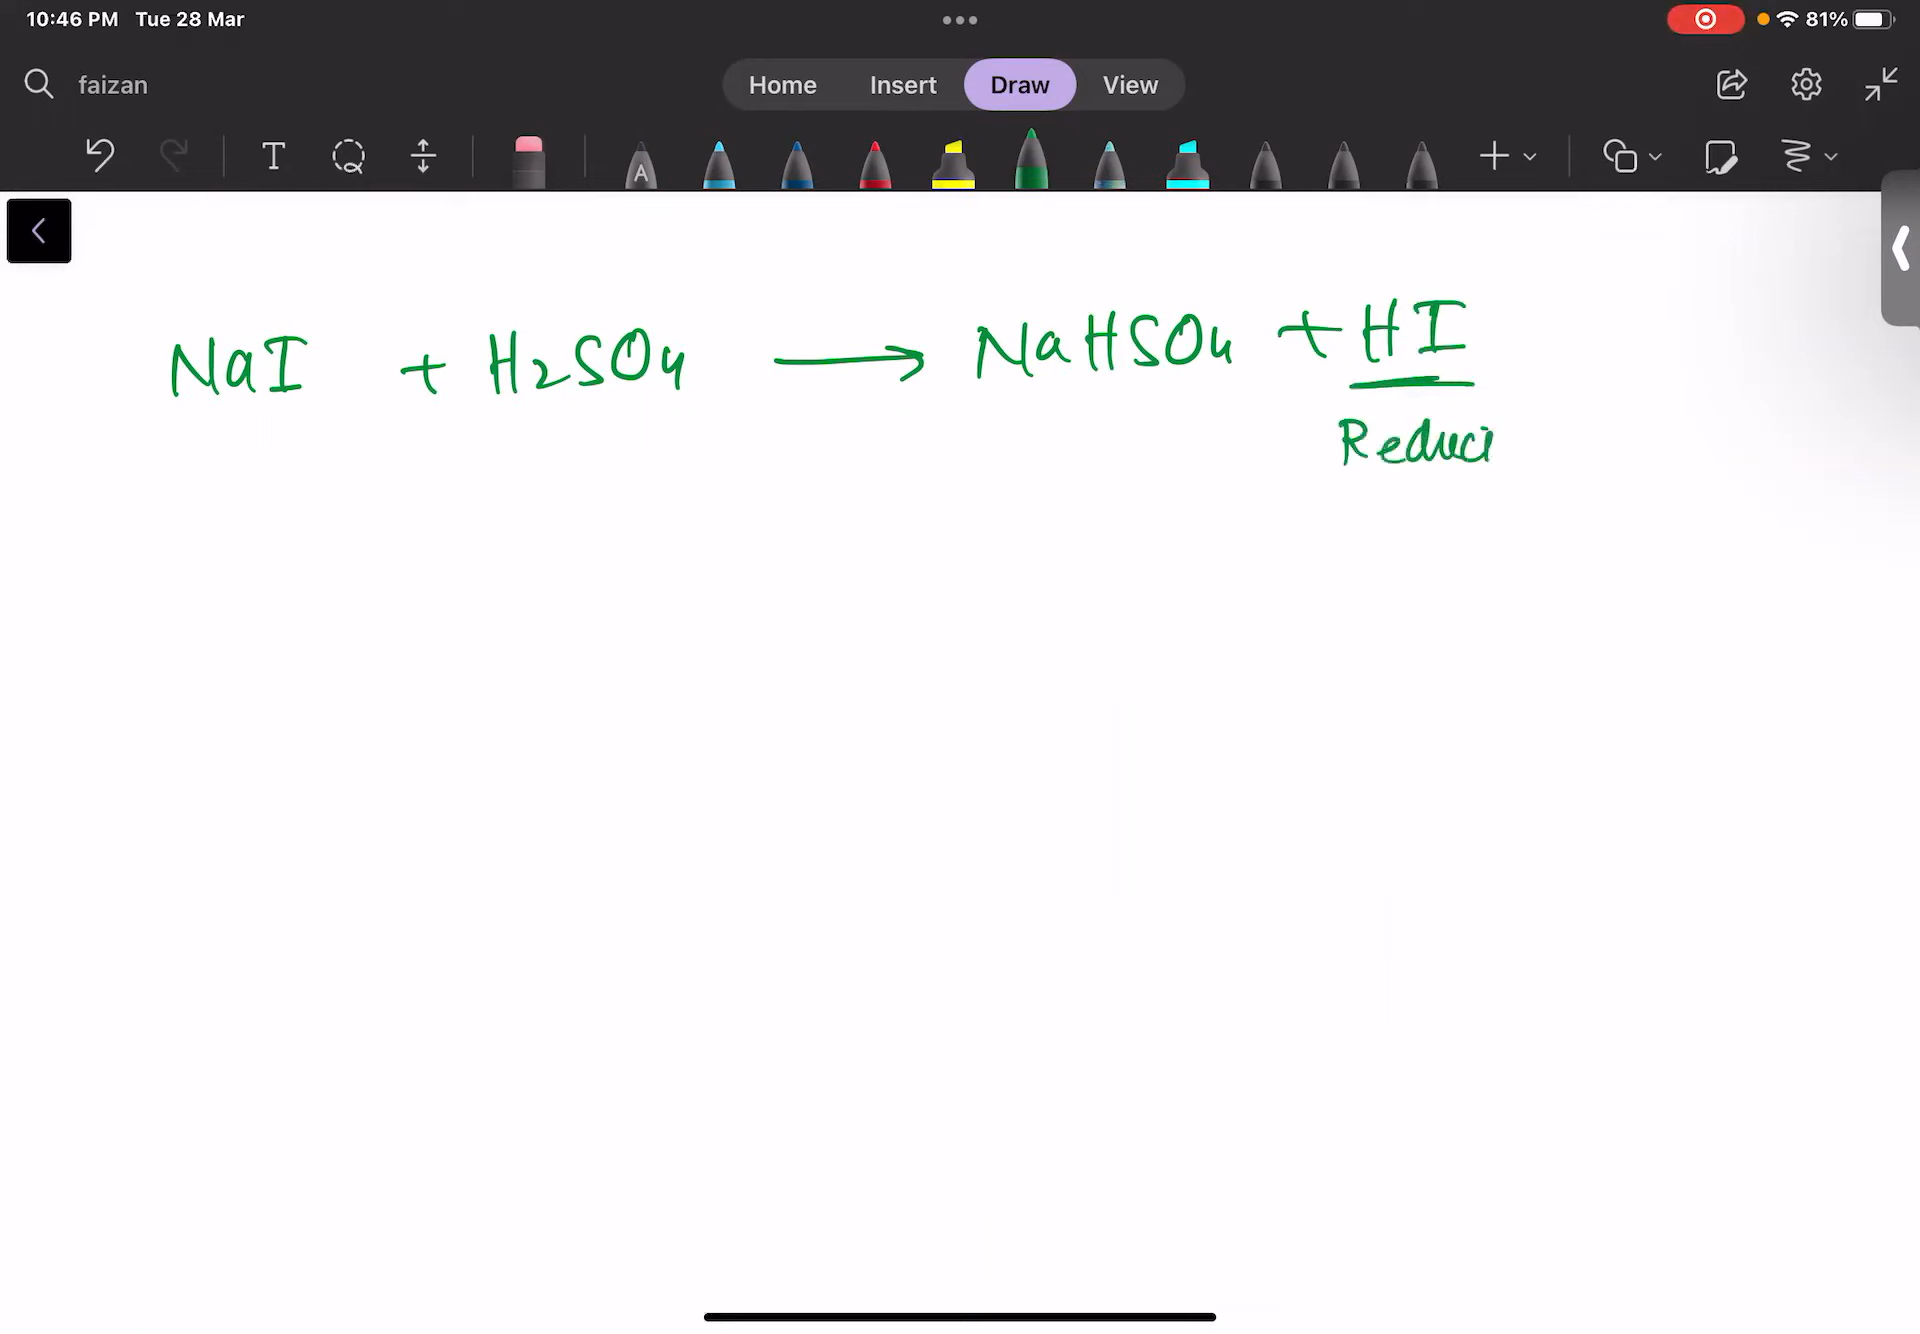 10:46 PM Tue 28 Mar
81%
faizan
Home Insert Draw View
T A
NaI + H2SO4 → NaHSO4 + HI
Reduci